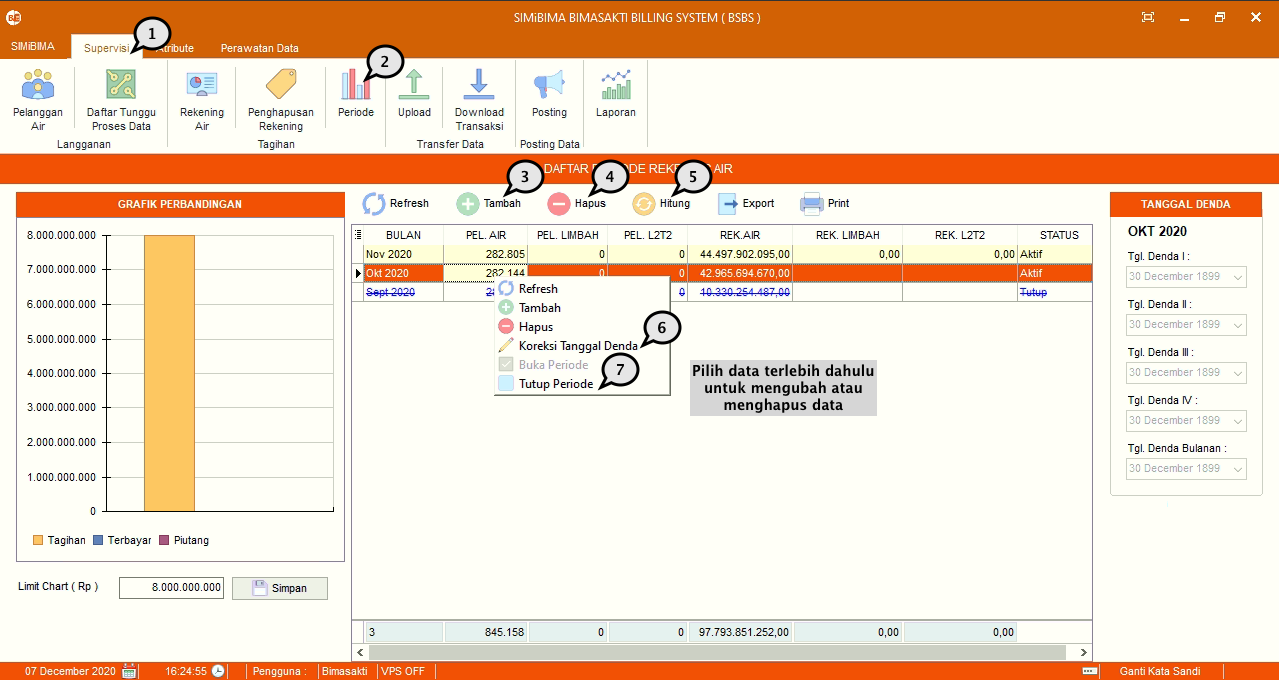 SIMiBIMA BIMASAKTI BILLING SYSTEM ( BSBS )
SIMiBIMA Supervisi Atribute Perawatan Data
1
2
Pelanggan Air
Daftar Tunggu Proses Data
Rekening Air
Penghapusan Rekening
Periode
Upload
Download Transaksi
Posting
Laporan
Langganan Tagihan Transfer Data Posting Data
DAFTAR AIR
3 4 5
GRAFIK PERBANDINGAN
8.000.000.000
7.000.000.000
6.000.000.000
5.000.000.000
4.000.000.000
3.000.000.000
2.000.000.000
1.000.000.000
0
Tagihan Terbayar Piutang
Limit Chart ( Rp ) 8.000.000.000 Simpan
Refresh Tambah Hapus Hitung Export Print
BULAN PEL. AIR PEL. LIMBAH PEL. L2T2 REK.AIR REK. LIMBAH REK. L2T2 STATUS
Nov 2020 282.805 0 0 44.497.902.095,00 0,00 0,00 Aktif
Okt 2020 282.144 0 0 42.965.694.670,00 Aktif
Sept 2020 0 10.330.254.487,00 Tutup
Refresh
Tambah
Hapus
Koreksi Tanggal Denda 6
Buka Periode
Tutup Periode 7
Pilih data terlebih dahulu
untuk mengubah atau
menghapus data
3 845.158 0 0 97.793.851.252,00 0,00 0,00
TANGGAL DENDA
OKT 2020
Tgl. Denda I :
30 December 1899
Tgl. Denda II :
30 December 1899
Tgl. Denda III :
30 December 1899
Tgl. Denda IV :
30 December 1899
Tgl. Denda Bulanan :
30 December 1899
07 December 2020 16:24:55 Pengguna : Bimasakti VPS OFF Ganti Kata Sandi